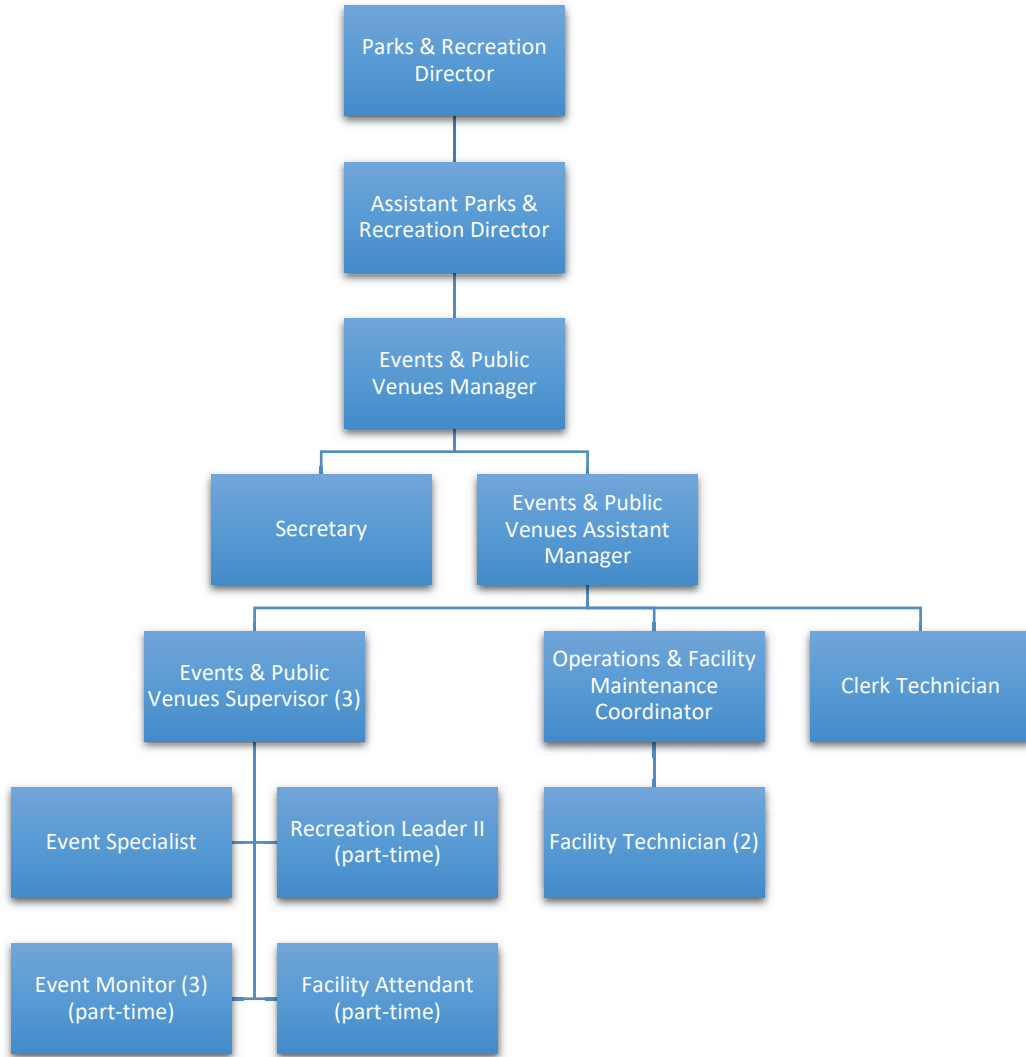 Parks & Recreation
Director
Assistant Parks &
Recreation Director
Events & Public
Venues Manager
Secretary
Events & Public
Venues Assistant
Manager
Events & Public
Venues Supervisor (3)
Operations & Facility
Maintenance
Coordinator
Clerk Technician
Event Specialist
Recreation Leader II
(part-time)
Facility Technician (2)
Event Monitor (3)
(part-time)
Facility Attendant
(part-time)